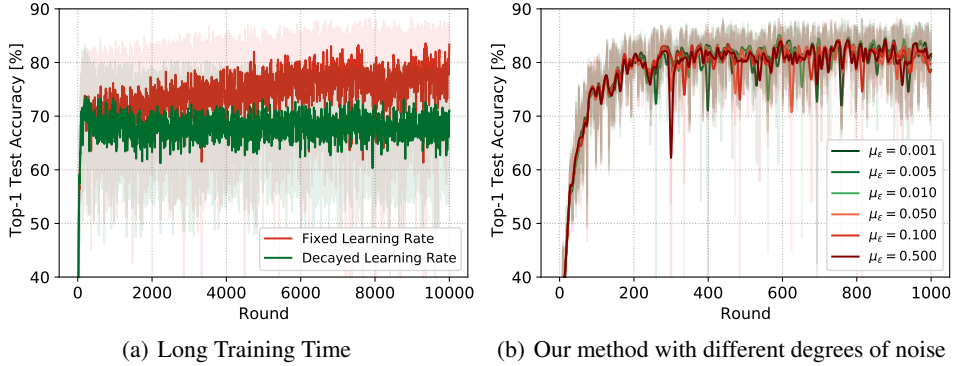 90
80
70
60
50
40
Top-1 Test Accuracy [%]
0
2000
4000
6000
8000
10000
Round
Fixed Learning Rate
Decayed Learning Rate
(a) Long Training Time
90
80
70
60
50
40
Top-1 Test Accuracy [%]
0
200
400
600
800
1000
Round
με = 0.001
με = 0.005
με = 0.010
με = 0.050
με = 0.100
με = 0.500
(b) Our method with different degrees of noise